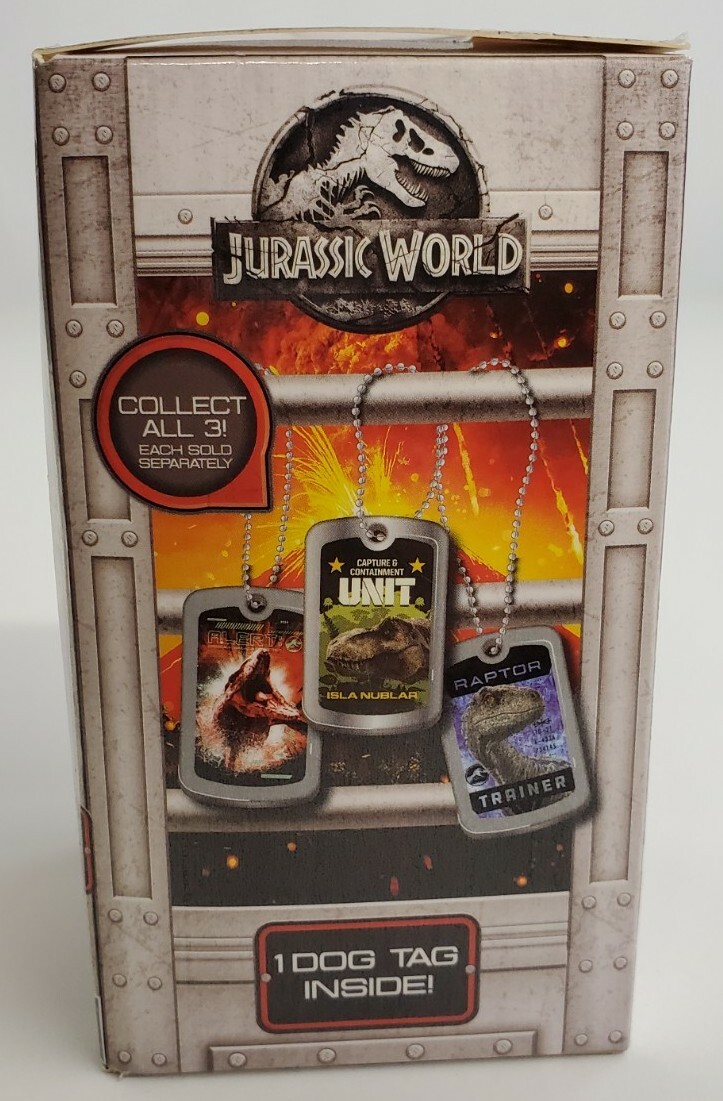 JURASSIC WORLD
COLLECT
ALL 3!
EACH SOLD
SEPARATELY
CAPTURE &
CONTAINMENT
UNIT
ISLA NUBLAR
ALERT!
RAPTOR
TRAINER
1 DOG TAG
INSIDE!